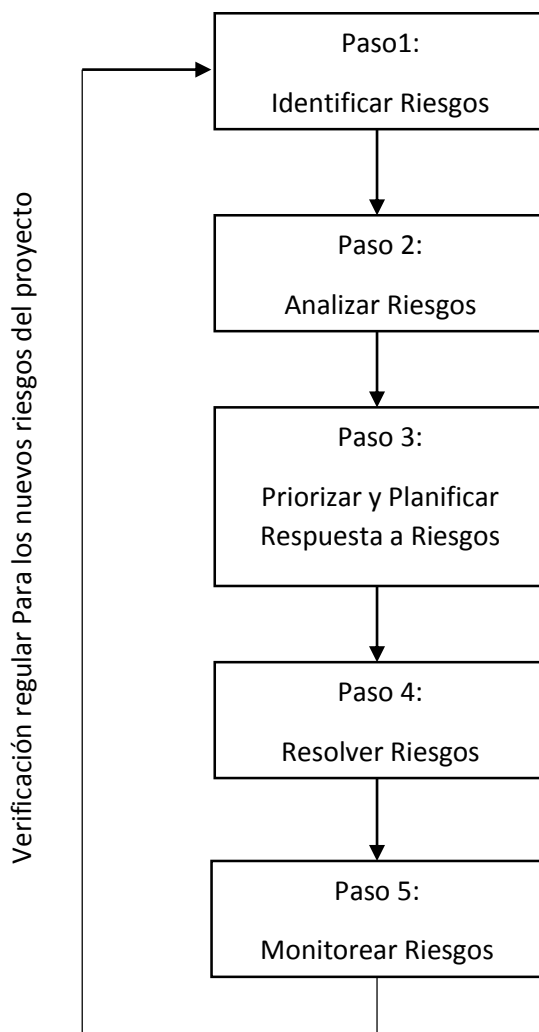 Paso1:
Identificar Riesgos
Paso 2:
Analizar Riesgos
Paso 3:
Priorizar y Planificar
Respuesta a Riesgos
Paso 4:
Resolver Riesgos
Paso 5:
Monitorear Riesgos
Verificación regular Para los nuevos riesgos del proyecto